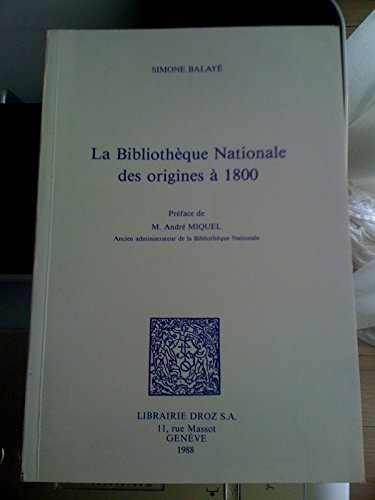 SIMONE BALAYÉ
La Bibliothèque Nationale
des origines à 1800
Préface de
M. André MIQUEL
Ancien administrateur de la Bibliothèque Nationale
LIBRAIRIE DROZ S.A.
11, rue Massot
GENÈVE
1988